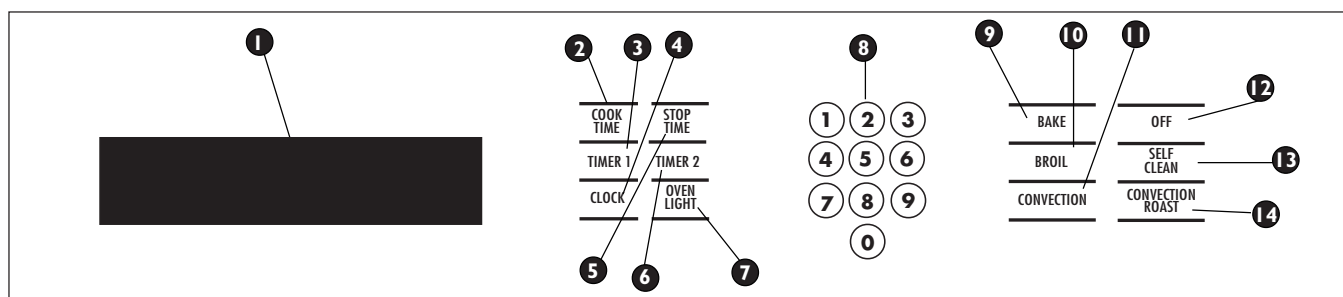 1
2
3
4
8
9
10
11
12
COOK
TIME
STOP
TIME
TIMER 1
TIMER 2
CLOCK
OVEN
LIGHT
1 2 3
4 5 6
7 8 9
0
BAKE
OFF
BROIL
SELF
CLEAN
CONVECTION
CONVECTION
ROAST
13
14
5
6
7